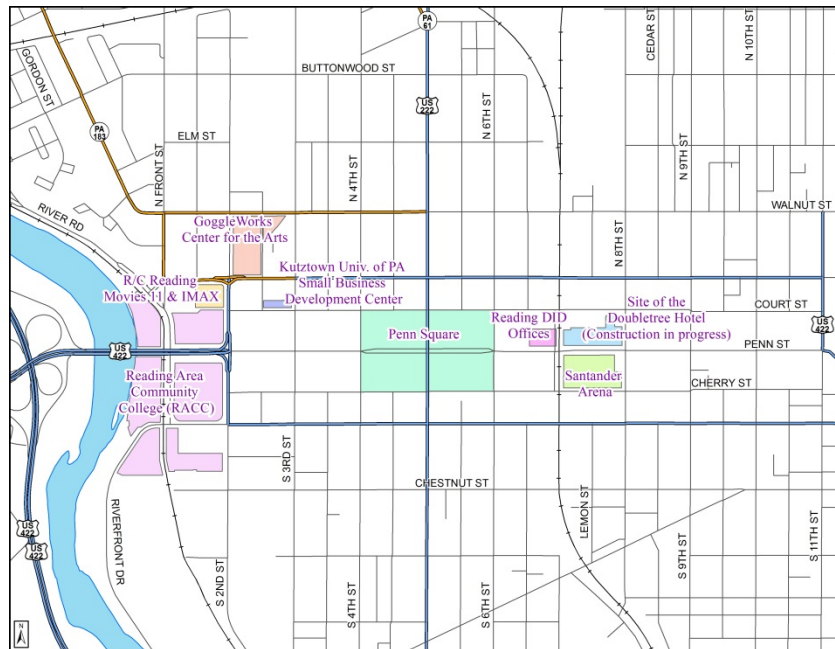 PA
61
CEDAR ST
N 10TH ST
GORDON ST
BUTTONWOOD ST
US
222
N 6TH ST
PA
183
ELM ST
N FRONT ST
N 4TH ST
N 9TH ST
WALNUT ST
RIVER RD
GoggleWorks
Center for the Arts
N 8TH ST
R/C Reading
Movies 11 & IMAX
Kutztown Univ. of PA
Small Business
Development Center
COURT ST
Site of the
Doubletree Hotel
(Construction in progress)
Reading DID
Offices
Penn Square
US
422
PENN ST
US
422
Reading Area
Community
College (RACC)
Santander
Arena
CHERRY ST
S 3RD ST
CHESTNUT ST
RIVERFRONT DR
LEMON ST
US
422
US
422
S 2ND ST
S 4TH ST
S 6TH ST
S 9TH ST
S 11TH ST
N